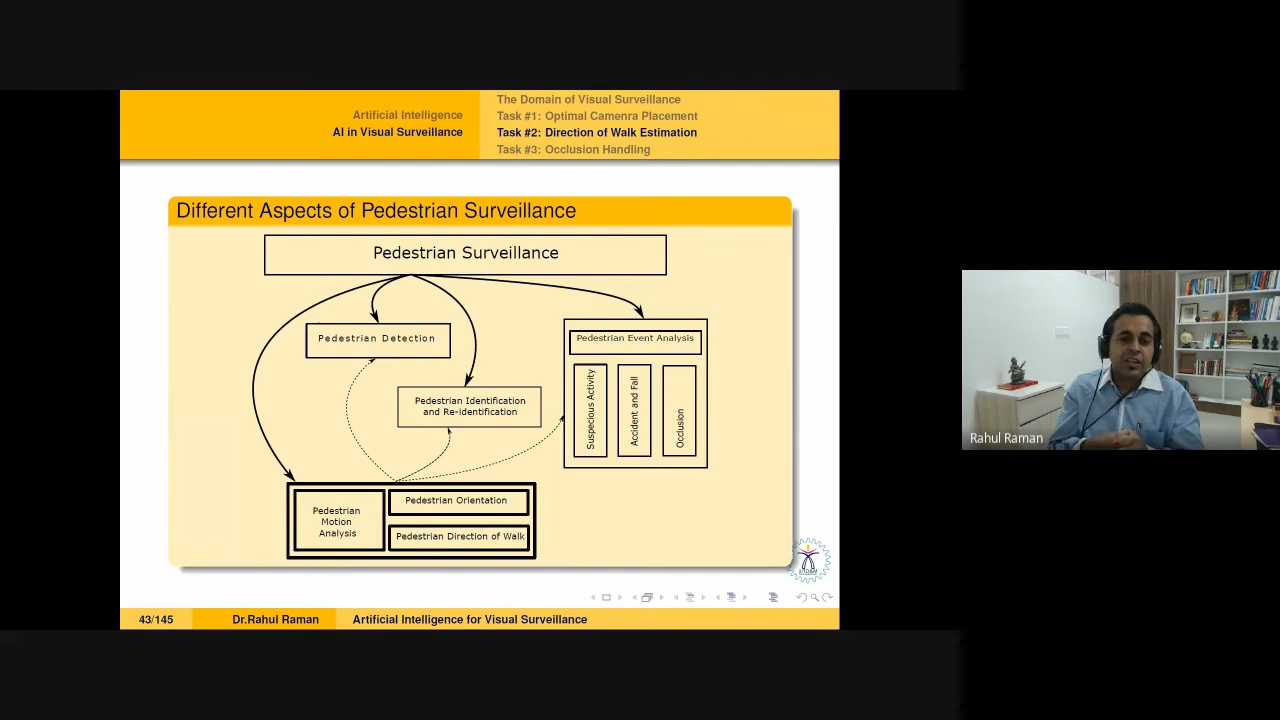 Artificial Intelligence
AI in Visual Surveillance
The Domain of Visual Surveillance
Task #1: Optimal Camenra Placement
Task #2: Direction of Walk Estimation
Task #3: Occlusion Handling
Different Aspects of Pedestrian Surveillance
Pedestrian Surveillance
Pedestrian Detection
Pedestrian Identification
and Re-identification
Pedestrian Event Analysis
Suspecious Activity
Accident and Fall
Occlusion
Pedestrian
Motion
Analysis
Pedestrian Orientation
Pedestrian Direction of Walk
43/145
Dr.Rahul Raman
Artificial Intelligence for Visual Surveillance
Rahul Raman